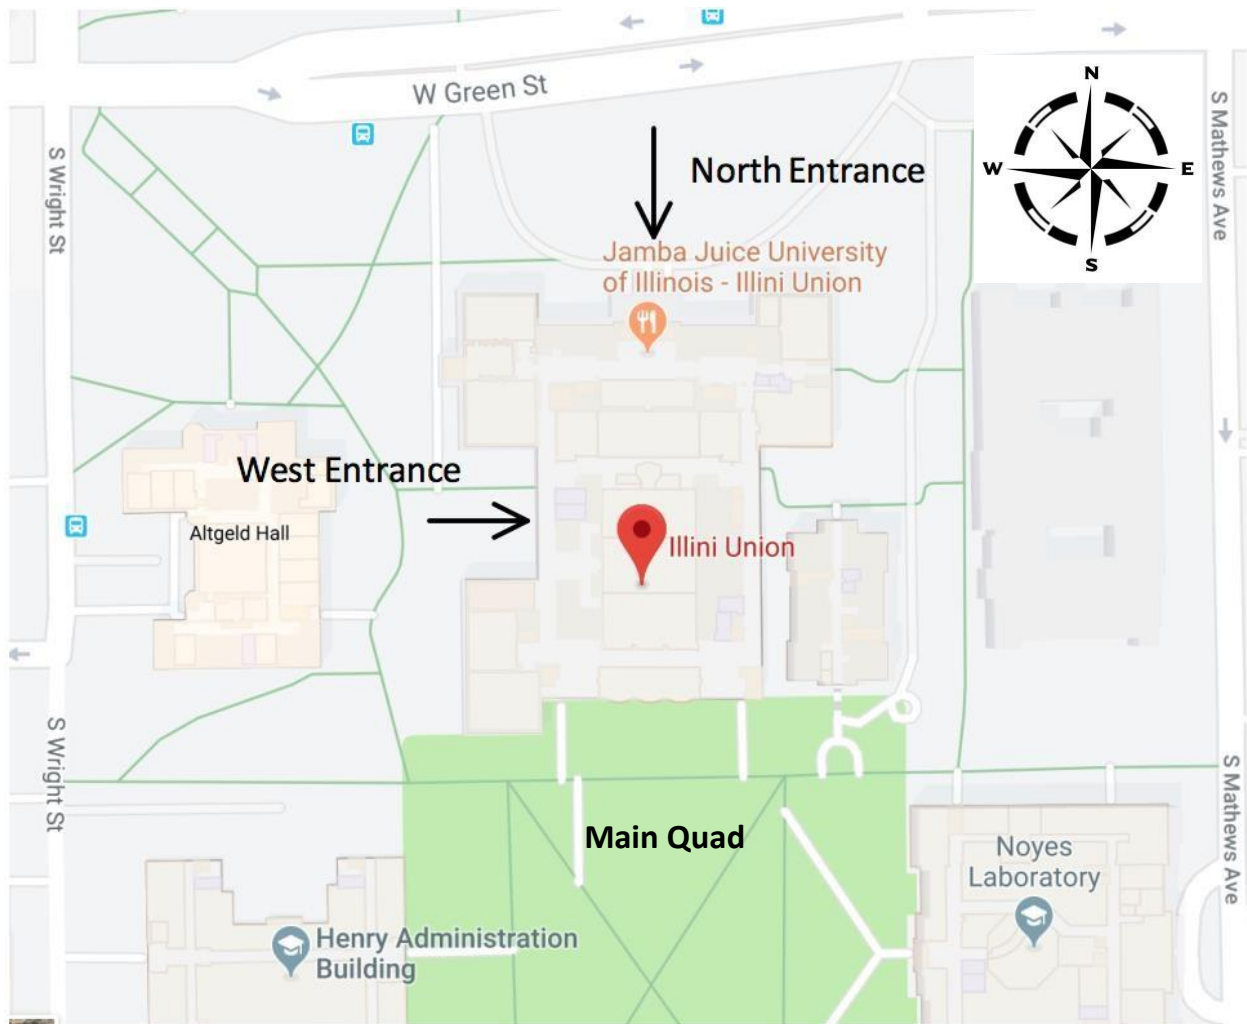 W Green St
N
W
E
S
S Mathews Ave
S Wright St
North Entrance
Jamba Juice University
of Illinois - Illini Union
West Entrance
Altgeld Hall
Illini Union
S Wright St
S Mathews Ave
Main Quad
Noyes
Laboratory
Henry Administration
Building